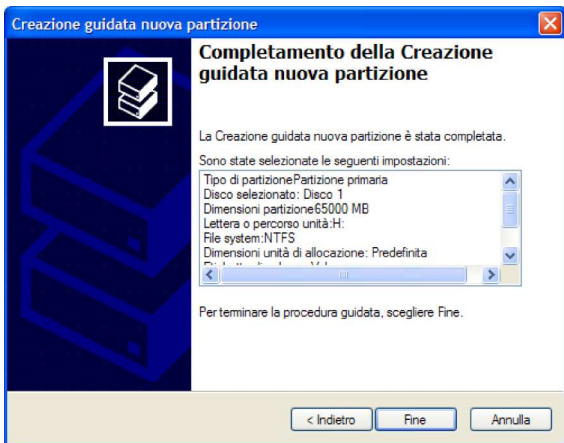 Creazione guidata nuova partizione
Completamento della Creazione
guidata nuova partizione
La Creazione guidata nuova partizione è stata completata.
Sono state selezionate le seguenti impostazioni:
Tipo di partizionePartizione primaria
Disco selezionato: Disco 1
Dimensioni partizione65000 MB
Lettera o percorso unità:H:
File system:NTFS
Dimensioni unità di allocazione: Predefinita
Per terminare la procedura guidata, scegliere Fine.
< Indietro Fine Annulla